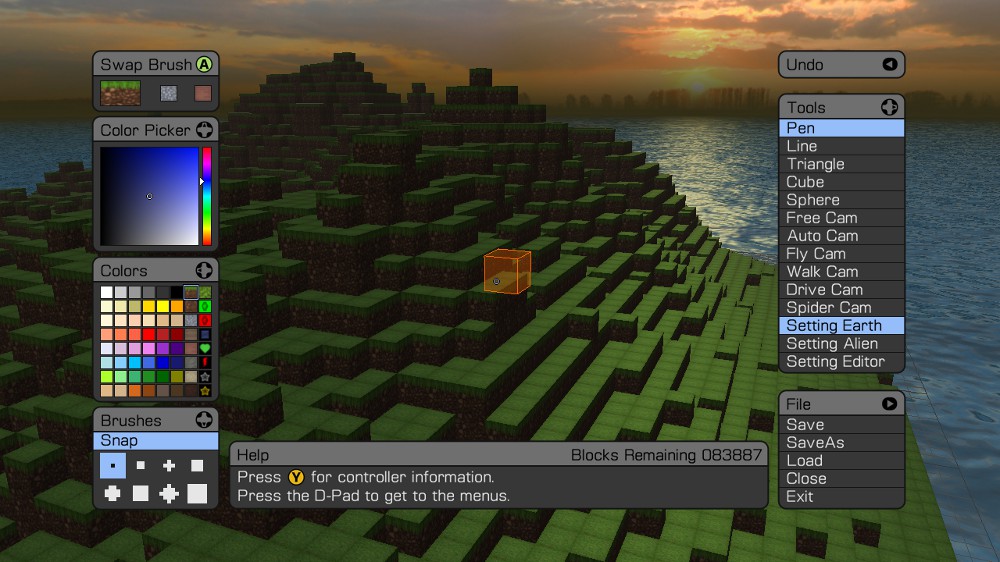 Swap Brush A
Color Picker
Colors
Brushes
Snap
Help Blocks Remaining 083887
Press Y for controller information.
Press the D-Pad to get to the menus.
Undo
Tools
Pen
Line
Triangle
Cube
Sphere
Free Cam
Auto Cam
Fly Cam
Walk Cam
Drive Cam
Spider Cam
Setting Earth
Setting Alien
Setting Editor
File
Save
SaveAs
Load
Close
Exit